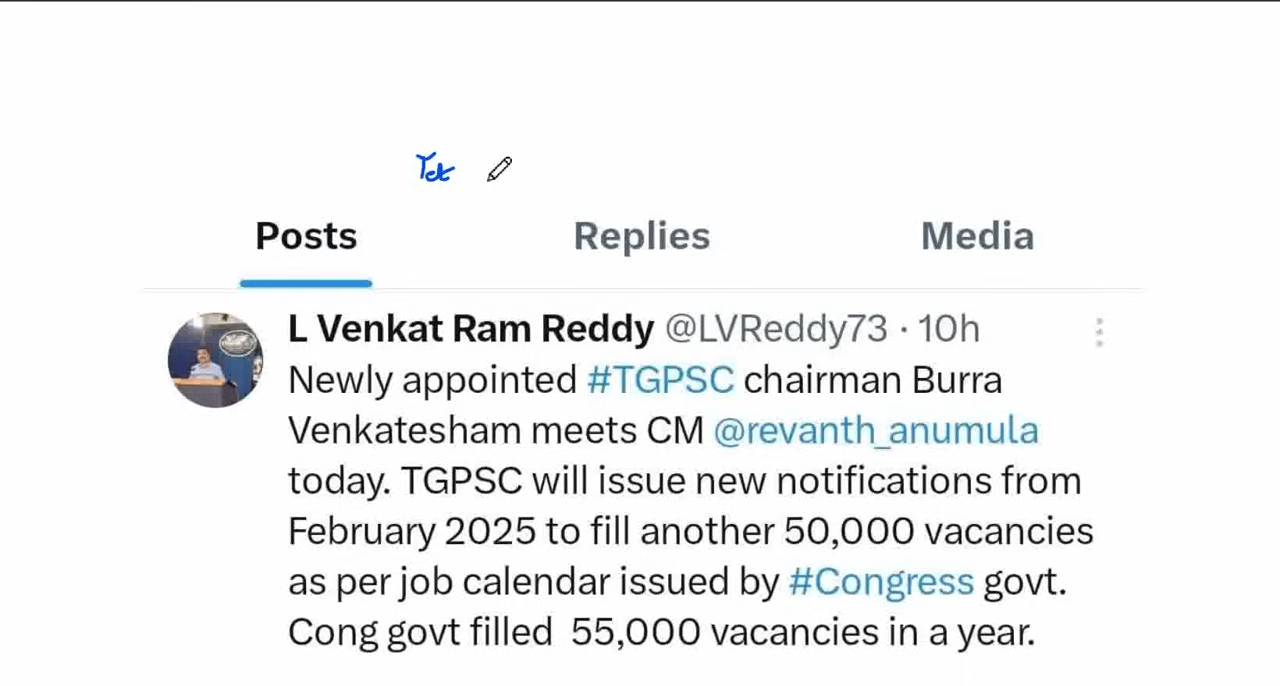 Tet
Posts Replies Media
L Venkat Ram Reddy @LVReddy73 · 10h
Newly appointed #TGPSC chairman Burra
Venkatesham meets CM @revanth_anumula
today. TGPSC will issue new notifications from
February 2025 to fill another 50,000 vacancies
as per job calendar issued by #Congress govt.
Cong govt filled 55,000 vacancies in a year.